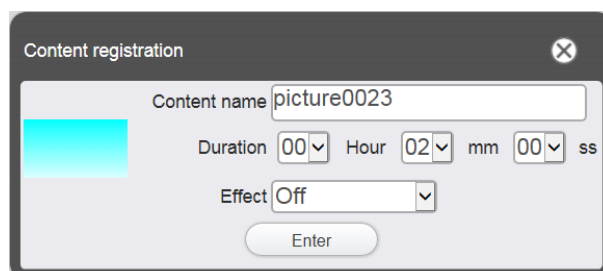 Content registration
Content name picture0023
Duration 00 Hour 02 mm 00 ss
Effect Off
Enter